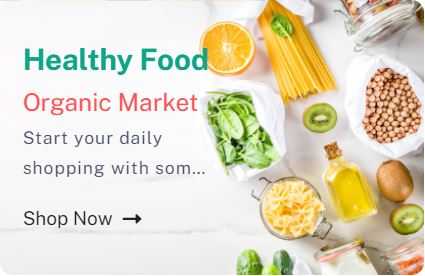 Healthy Food
Organic Market
Start your daily
shopping with som...
Shop Now →